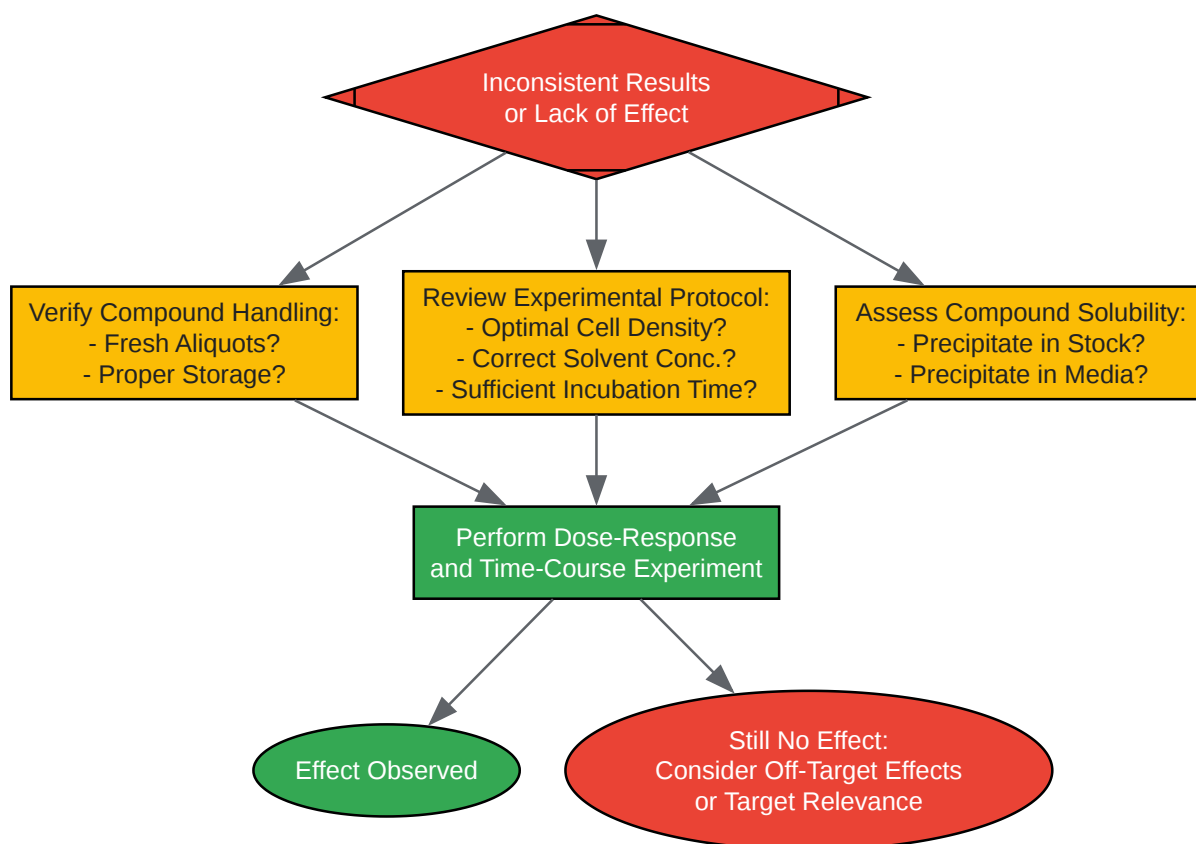 Inconsistent Results
or Lack of Effect
Verify Compound Handling:
- Fresh Aliquots?
- Proper Storage?
Review Experimental Protocol:
- Optimal Cell Density?
- Correct Solvent Conc.?
- Sufficient Incubation Time?
Assess Compound Solubility:
- Precipitate in Stock?
- Precipitate in Media?
Perform Dose-Response
and Time-Course Experiment
Effect Observed
Still No Effect:
Consider Off-Target Effects
or Target Relevance